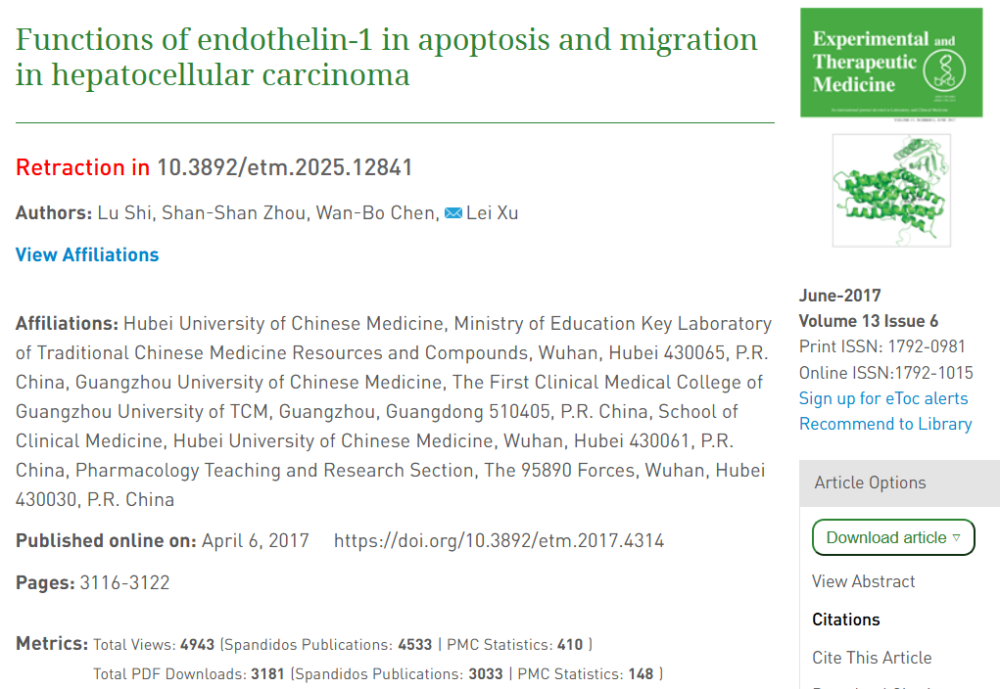 Functions of endothelin-1 in apoptosis and migration
in hepatocellular carcinoma
Retraction in 10.3892/etm.2025.12841
Authors: Lu Shi, Shan-Shan Zhou, Wan-Bo Chen, Lei Xu
View Affiliations
Affiliations: Hubei University of Chinese Medicine, Ministry of Education Key Laboratory
of Traditional Chinese Medicine Resources and Compounds, Wuhan, Hubei 430065, P.R.
China, Guangzhou University of Chinese Medicine, The First Clinical Medical College of
Guangzhou University of TCM, Guangzhou, Guangdong 510405, P.R. China, School of
Clinical Medicine, Hubei University of Chinese Medicine, Wuhan, Hubei 430061, P.R.
China, Pharmacology Teaching and Research Section, The 95890 Forces, Wuhan, Hubei
430030, P.R. China
Published online on: April 6, 2017 https://doi.org/10.3892/etm.2017.4314
Pages: 3116-3122
Metrics: Total Views: 4943 (Spandidos Publications: 4533 | PMC Statistics: 410 )
Total PDF Downloads: 3181 (Spandidos Publications: 3033 | PMC Statistics: 148 )
Experimental and
Therapeutic
Medicine
June-2017
Volume 13 Issue 6
Print ISSN: 1792-0981
Online ISSN:1792-1015
Sign up for eToc alerts
Recommend to Library
Article Options
Download article ▽
View Abstract
Citations
Cite This Article